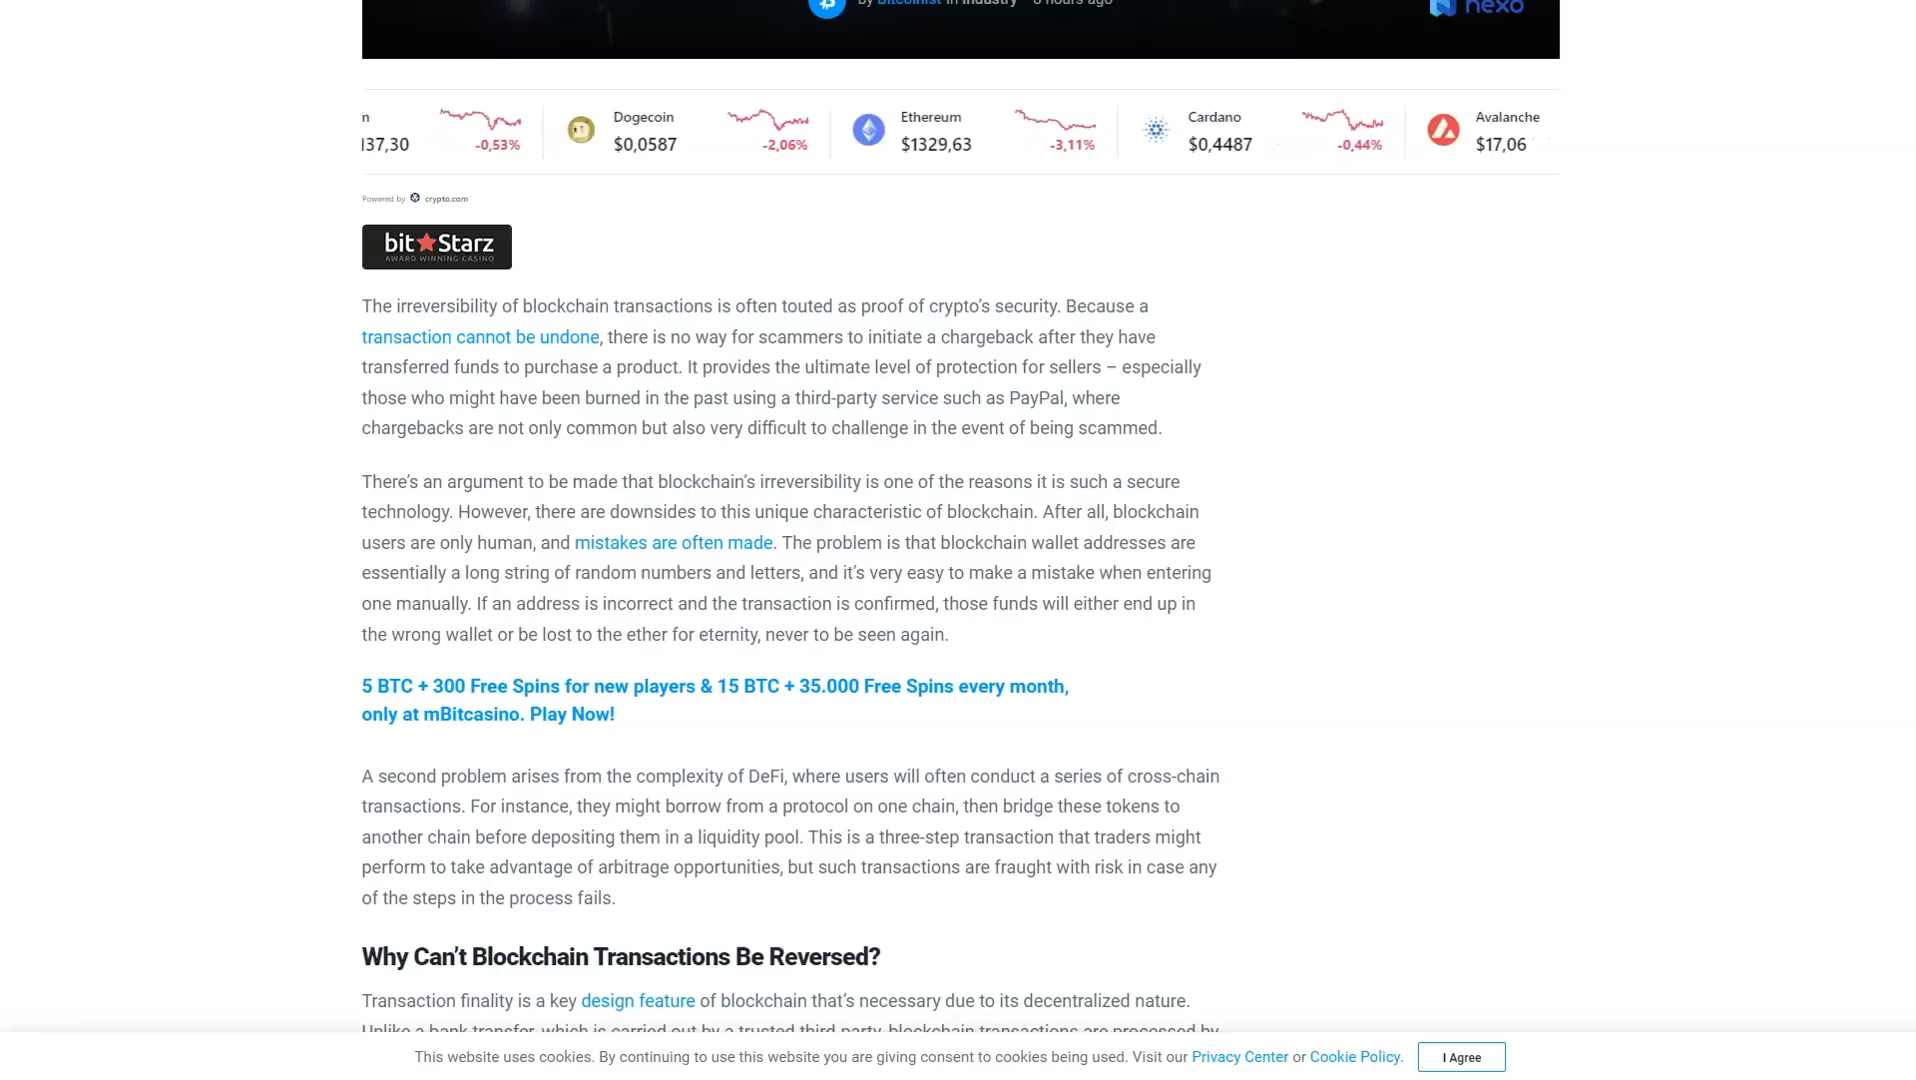 by Bitcoinist in Industry 8 hours ago
nexo
n
137,30
-0,53%
Dogecoin
$0,0587
-2,06%
Ethereum
$1329,63
-3,11%
Cardano
$0,4487
-0,44%
Avalanche
$17,06
Powered by crypto.com
bit Starz
AWARD WINNING CASINO
The irreversibility of blockchain transactions is often touted as proof of crypto’s security. Because a
transaction cannot be undone, there is no way for scammers to initiate a chargeback after they have
transferred funds to purchase a product. It provides the ultimate level of protection for sellers – especially
those who might have been burned in the past using a third-party service such as PayPal, where
chargebacks are not only common but also very difficult to challenge in the event of being scammed.
There’s an argument to be made that blockchain’s irreversibility is one of the reasons it is such a secure
technology. However, there are downsides to this unique characteristic of blockchain. After all, blockchain
users are only human, and mistakes are often made. The problem is that blockchain wallet addresses are
essentially a long string of random numbers and letters, and it’s very easy to make a mistake when entering
one manually. If an address is incorrect and the transaction is confirmed, those funds will either end up in
the wrong wallet or be lost to the ether for eternity, never to be seen again.
5 BTC + 300 Free Spins for new players & 15 BTC + 35.000 Free Spins every month,
only at mBitcasino. Play Now!
A second problem arises from the complexity of DeFi, where users will often conduct a series of cross-chain
transactions. For instance, they might borrow from a protocol on one chain, then bridge these tokens to
another chain before depositing them in a liquidity pool. This is a three-step transaction that traders might
perform to take advantage of arbitrage opportunities, but such transactions are fraught with risk in case any
of the steps in the process fails.
Why Can’t Blockchain Transactions Be Reversed?
Transaction finality is a key design feature of blockchain that’s necessary due to its decentralized nature.
Unlike a bank transfer, which is carried out by a trusted third party, blockchain transactions are processed by
This website uses cookies. By continuing to use this website you are giving consent to cookies being used. Visit our Privacy Center or Cookie Policy.
I Agree